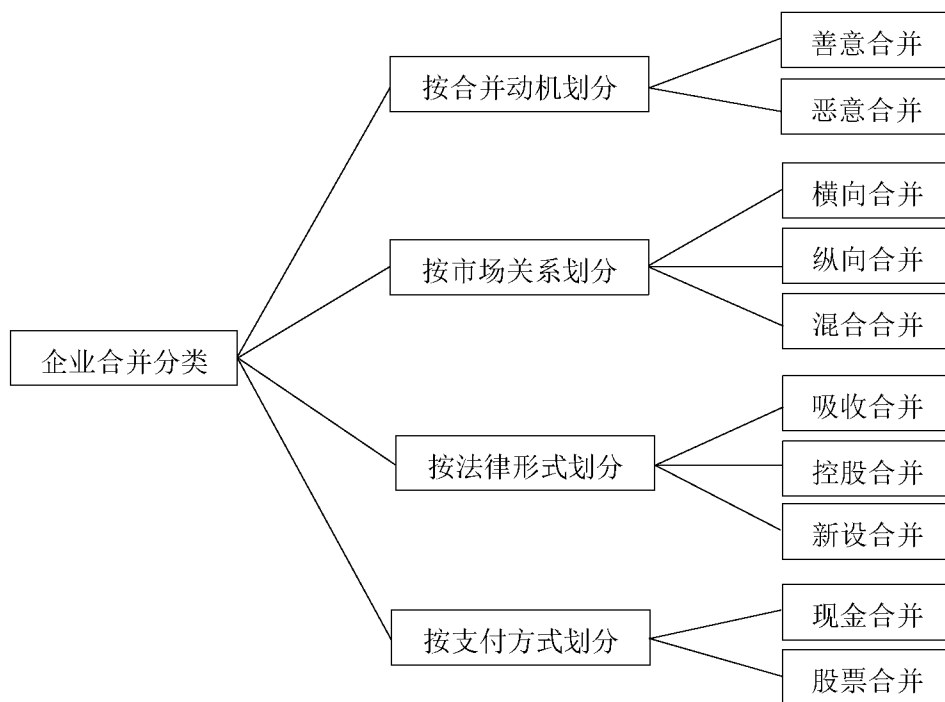 企业合并分类
按合并动机划分
善意合并
恶意合并
按市场关系划分
横向合并
纵向合并
混合合并
按法律形式划分
吸收合并
控股合并
新设合并
按支付方式划分
现金合并
股票合并